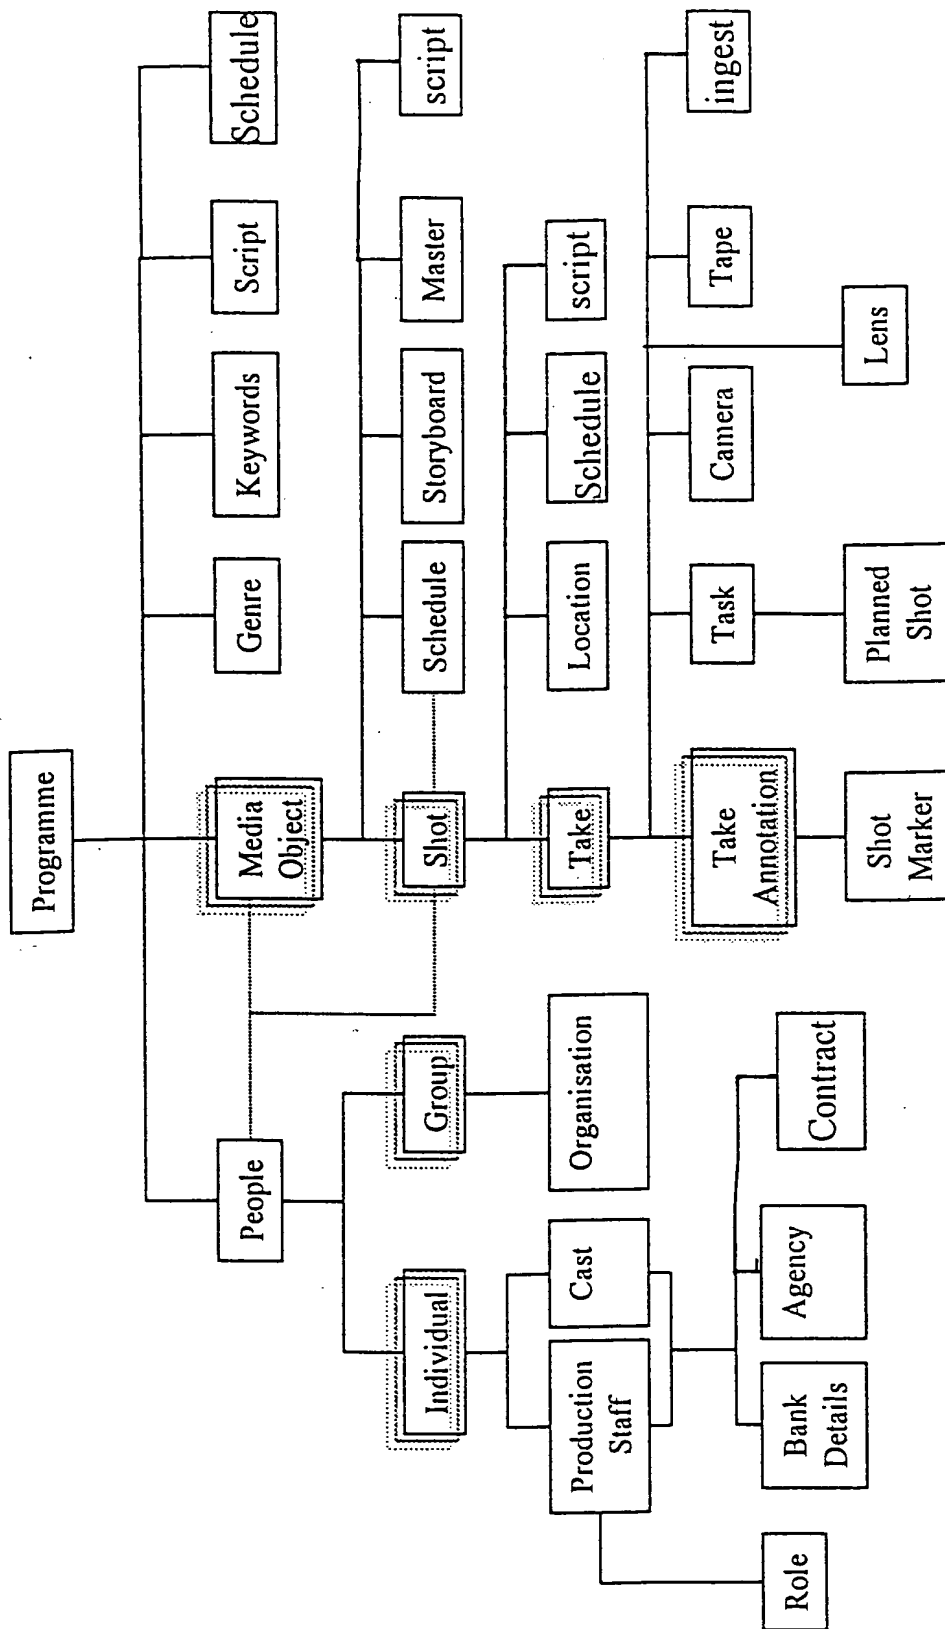 Programme
People
Media
Object
Genre
Keywords
Script
Schedule
Individual
Group
Shot
Schedule
Storyboard
Master
script
Production
Staff
Cast
Organisation
Take
Location
Schedule
script
Take
Annotation
Task
Camera
Tape
ingest
Role
Bank
Details
Agency
Contract
Shot
Marker
Planned
Shot
Lens